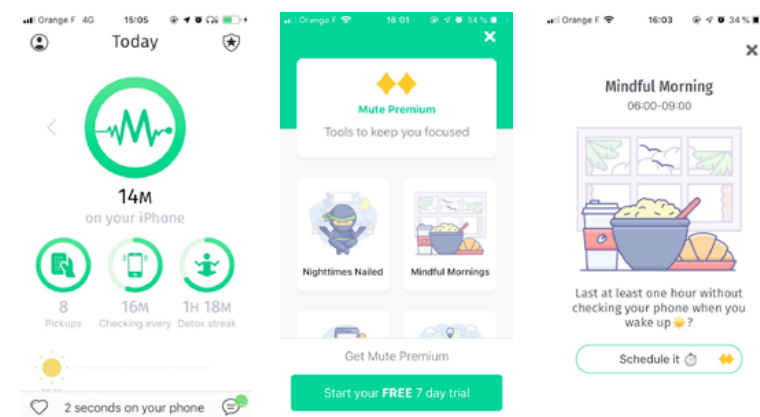 Orange F 4G 15:05
Today
14M
on your iPhone
8
Pickups
16M
Checking every
1H 18M
Detox streak
2 seconds on your phone
Orange F 16:01 34 %
Mute Premium
Tools to keep you focused
Nighttimes Nailed
Mindful Mornings
Get Mute Premium
Start your FREE 7 day trial
Orange F 16:03 34 %
Mindful Morning
06:00-09:00
Last at least one hour without
checking your phone when you
wake up☀️?
Schedule it